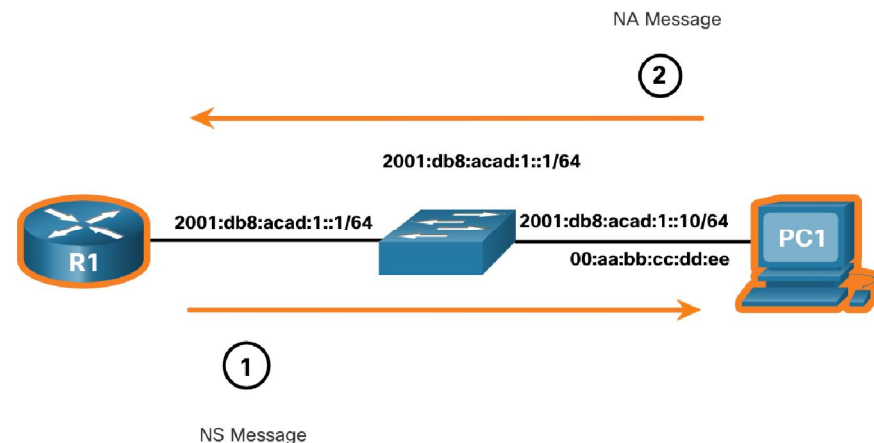 NA Message
2
2001:db8:acad:1::1/64
2001:db8:acad:1::1/64
2001:db8:acad:1::10/64
R1
PC1
00:aa:bb:cc:dd:ee
1
NS Message